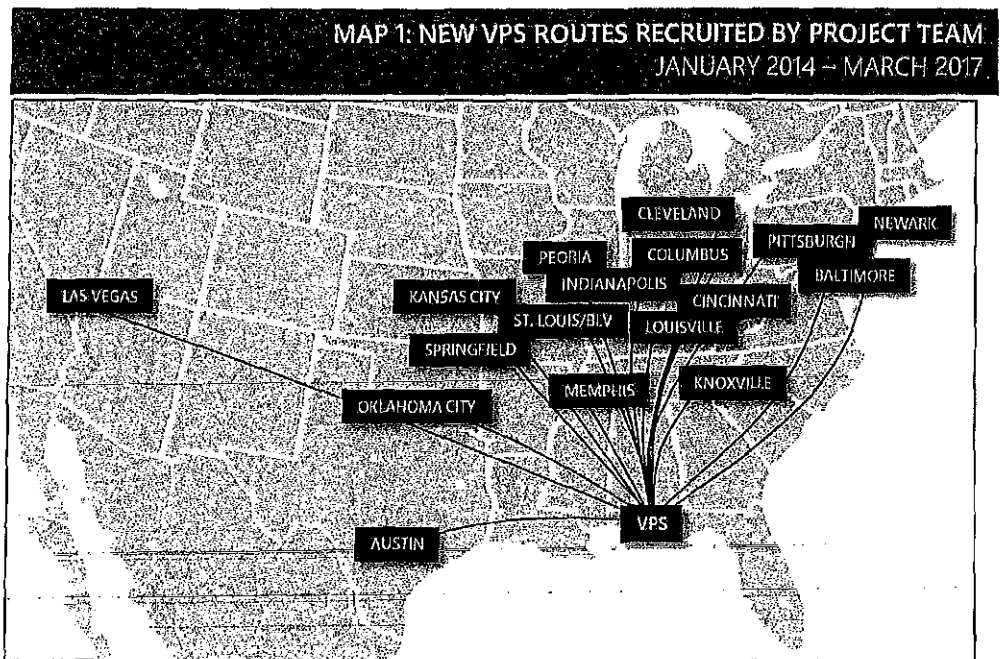 MAP 1: NEW VPS ROUTES RECRUITED BY PROJECT TEAM
JANUARY 2014 – MARCH 2017
CLEVELAND
NEWARK
PITTSBURGH
PEORIA
COLUMBUS
BALTIMORE
INDIANAPOLIS
LAS VEGAS
KANSAS CITY
CINCINNATI
ST. LOUIS/BLV
LOUISVILLE
SPRINGFIELD
MEMPHIS
KNOXVILLE
OKLAHOMA CITY
VPS
AUSTIN